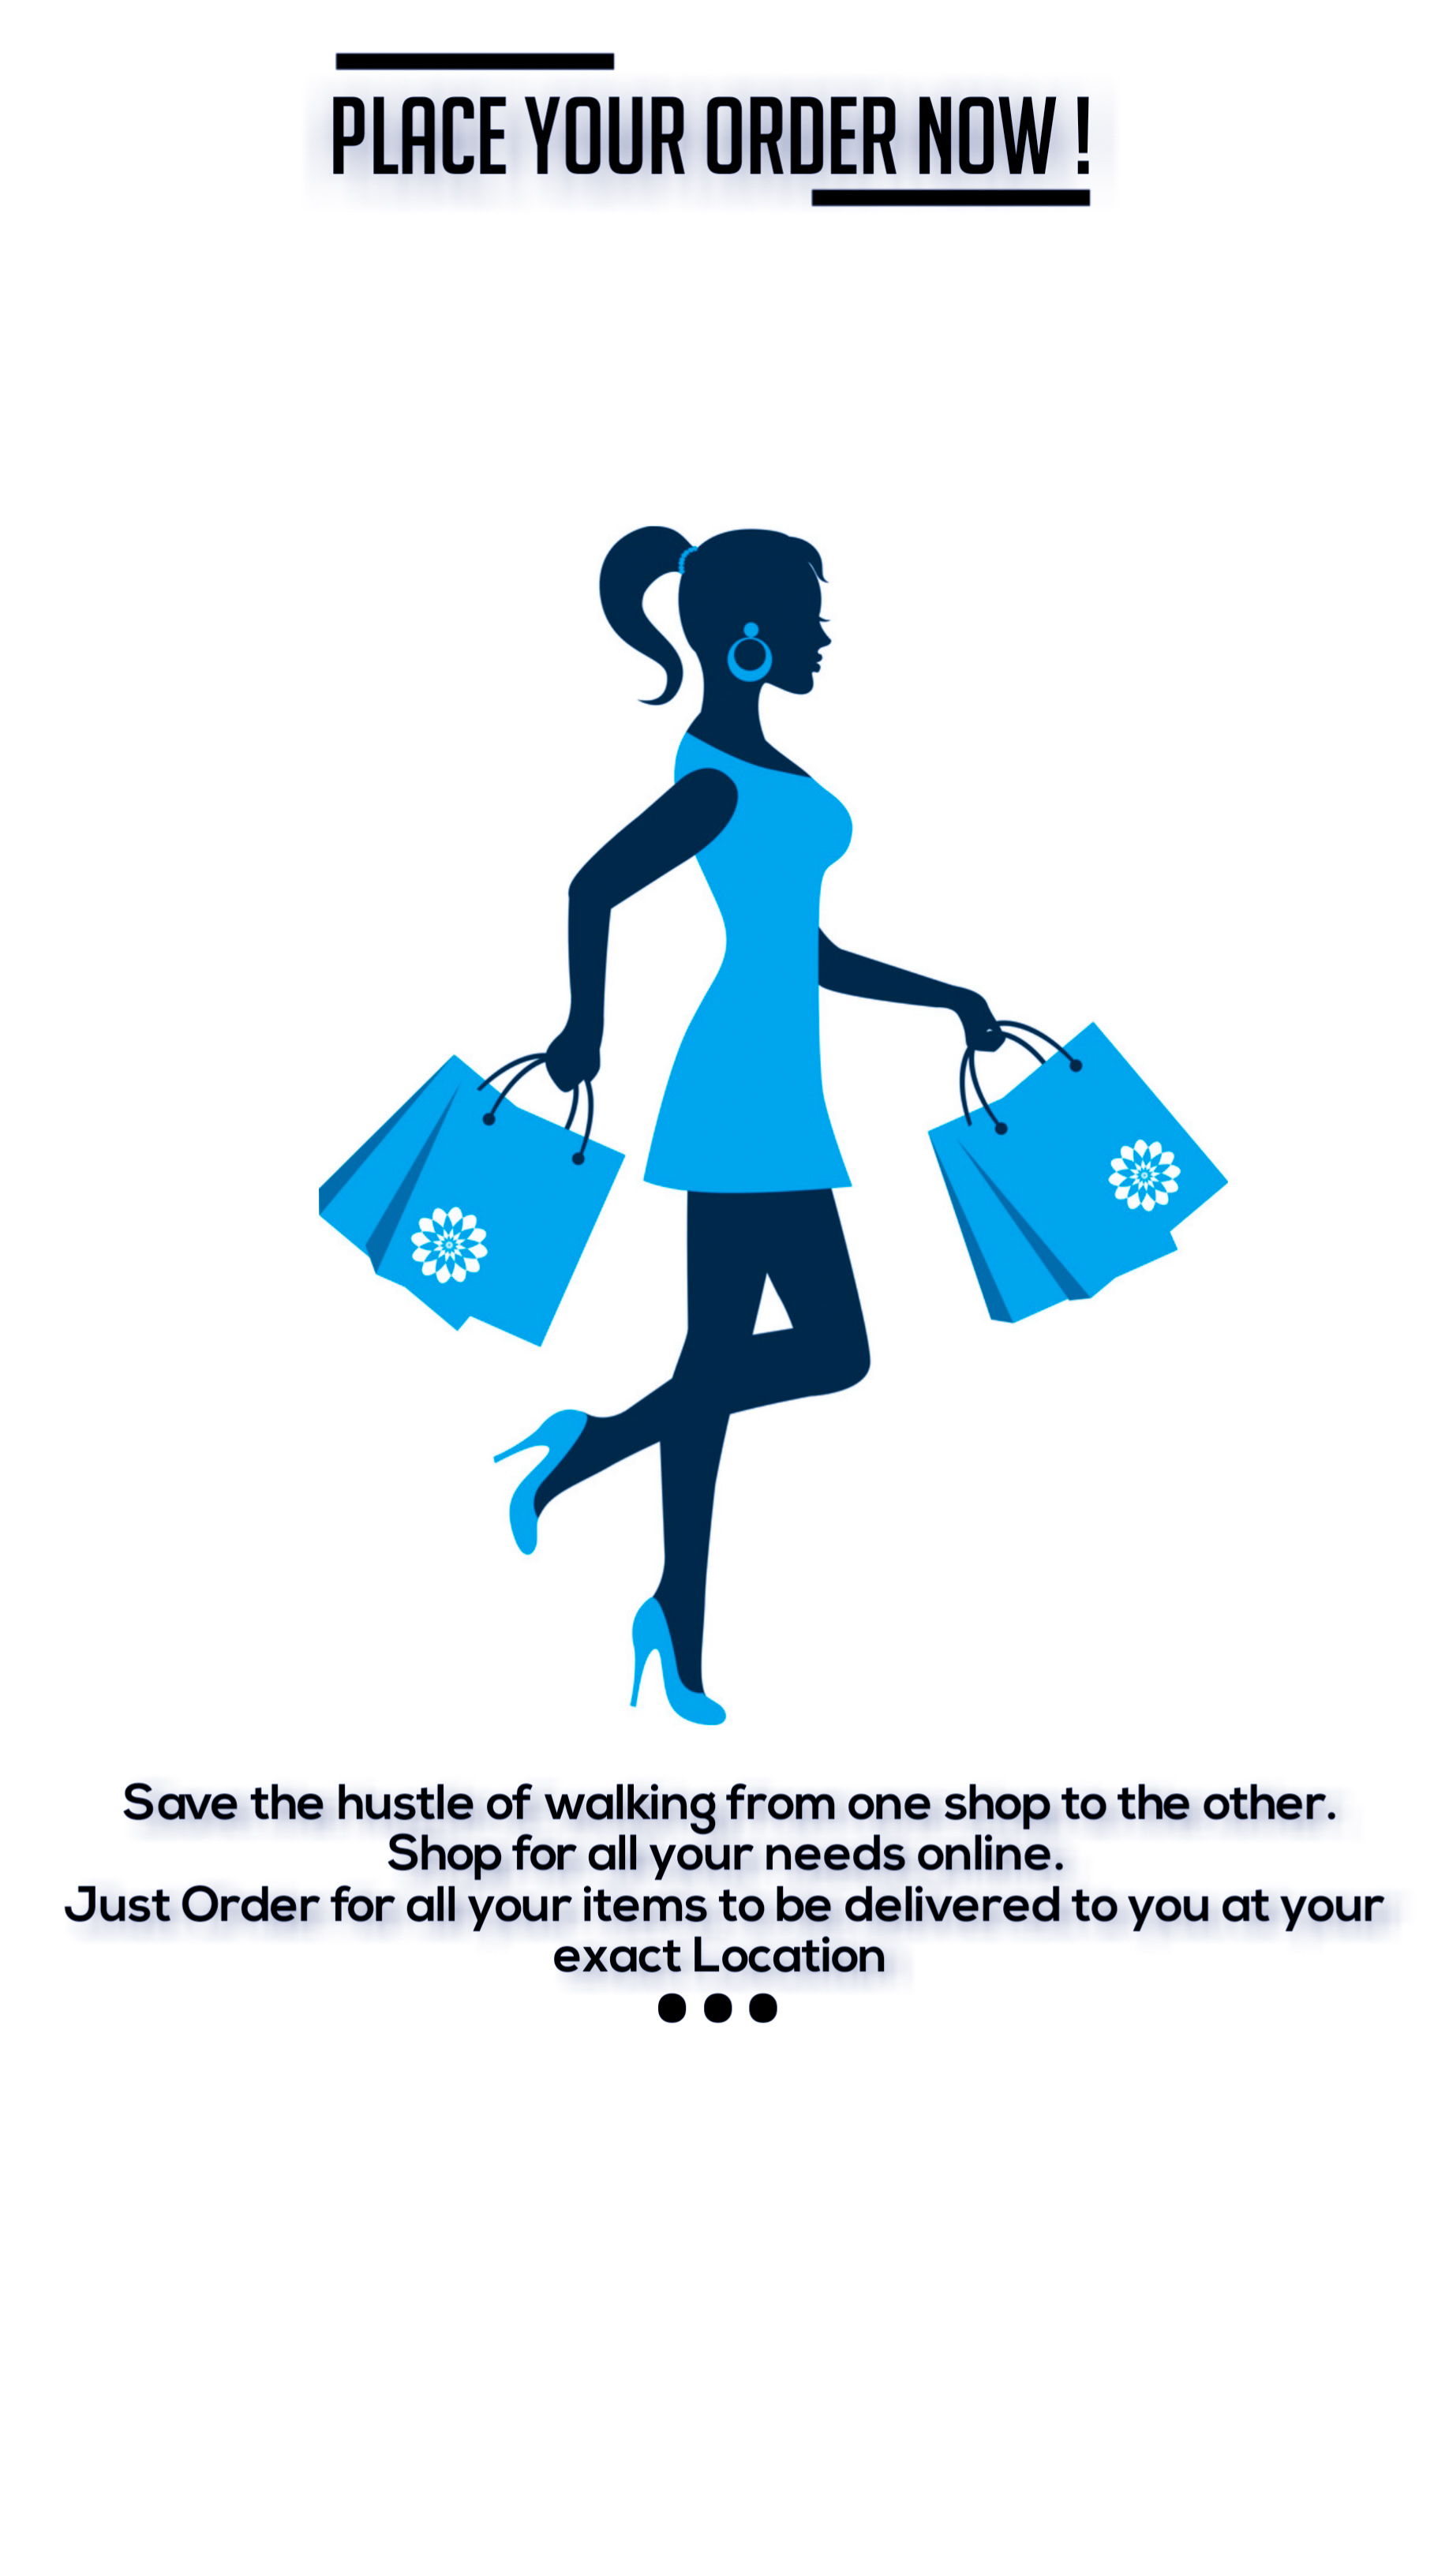 PLACE YOUR ORDER NOW !
Save the hustle of walking from one shop to the other.
Shop for all your needs online.
Just Order for all your items to be delivered to you at your
exact Location